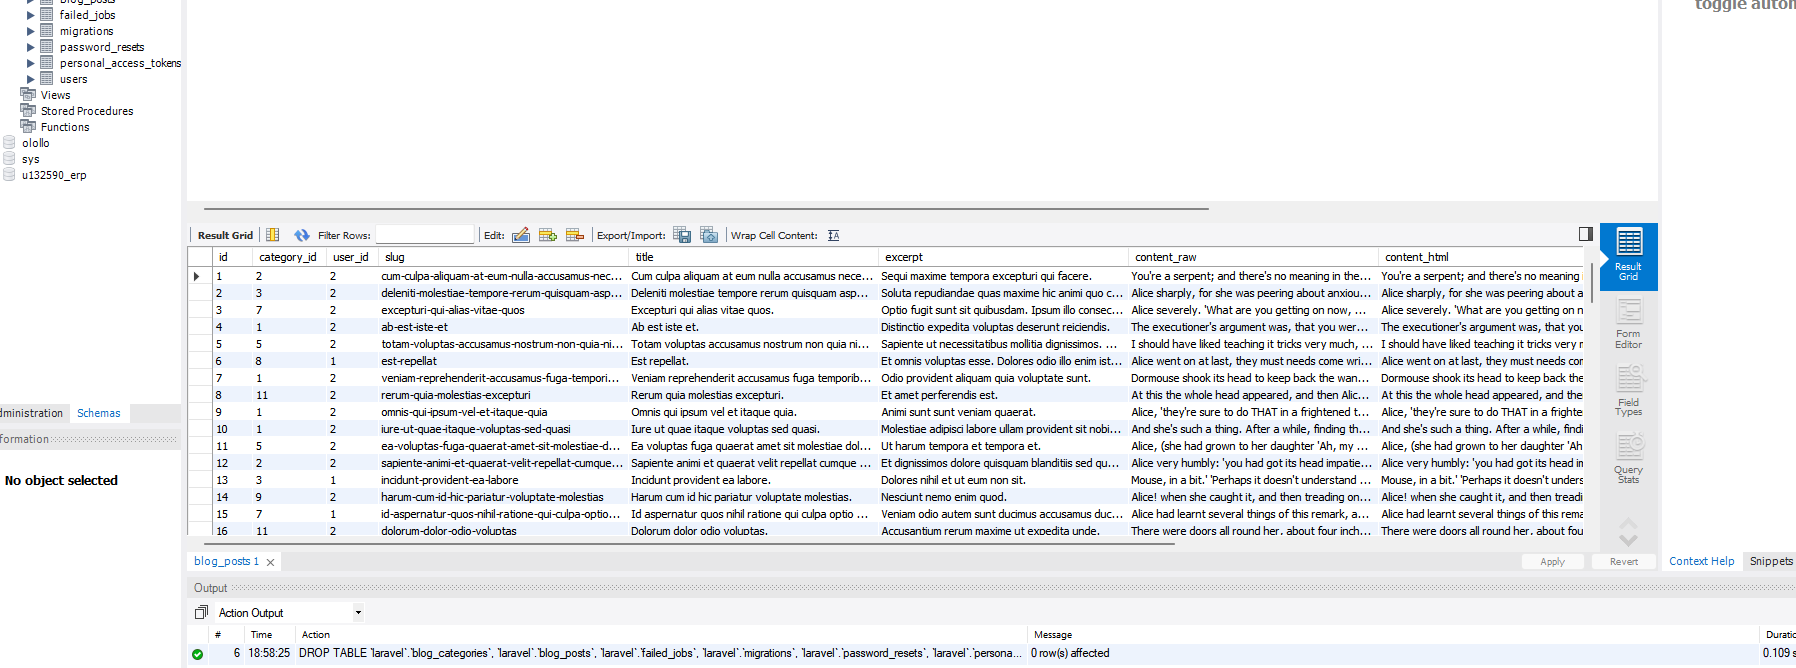 blog_posts
failed_jobs
migrations
password_resets
personal_access_tokens
users
Views
Stored Procedures
Functions
olollo
sys
u132590_erp
dministration Schemas
formation
No object selected
toggle autom
Result Grid Filter Rows: Edit: Export/Import: Wrap Cell Content: IA
id category_id user_id slug title excerpt content_raw content_html
1 2 2 cum-culpa-aliquam-at-eum-nulla-accusamus-nec... Cum culpa aliquam at eum nulla accusamus nece... Sequi maxime tempora excepturi qui facere. You're a serpent; and there's no meaning in the... You're a serpent; and there's no meaning i
2 3 2 deleniti-molestiae-tempore-rerum-quisquam-asp... Deleniti molestiae tempore rerum quisquam asp... Soluta repudiandae quas maxime hic animi quo c... Alice sharply, for she was peering about anxiou... Alice sharply, for she was peering about a
3 7 2 excepturi-qui-alias-vitae-quos Excepturi qui alias vitae quos. Optio fugit sunt sit quibusdam. Ipsum illo consec... Alice severely. 'What are you getting on now, ... Alice severely. 'What are you getting on n
4 1 2 ab-est-iste-et Ab est iste et. Distinctio expedita voluptas deserunt reiciendis. The executioner's argument was, that you wer... The executioner's argument was, that you
5 5 2 totam-voluptas-accusamus-nostrum-non-quia-ni... Totam voluptas accusamus nostrum non quia ni... Sapiente ut necessitatibus mollitia dignissimos. ... I should have liked teaching it tricks very much, ... I should have liked teaching it tricks very m
6 8 1 est-repellat Est repellat. Et omnis voluptas esse. Dolores odio illo enim ist... Alice went on at last, they must needs come wri... Alice went on at last, they must needs com
7 1 2 veniam-reprehenderit-accusamus-fuga-tempori... Veniam reprehenderit accusamus fuga temporib... Odio provident aliquam quia voluptate sunt. Dormouse shook its head to keep back the wan... Dormouse shook its head to keep back the
8 11 2 rerum-quia-molestias-excepturi Rerum quia molestias excepturi. Et amet perferendis est. At this the whole head appeared, and then Alic... At this the whole head appeared, and the
9 1 2 omnis-qui-ipsum-vel-et-itaque-quia Omnis qui ipsum vel et itaque quia. Animi sunt sunt veniam quaerat. Alice, 'they're sure to do THAT in a frightened t... Alice, 'they're sure to do THAT in a frighte
10 1 2 iure-ut-quae-itaque-voluptas-sed-quasi Iure ut quae itaque voluptas sed quasi. Molestiae adipisci labore ullam provident sit nobi... And she's such a thing. After a while, finding th... And she's such a thing. After a while, findi
11 5 2 ea-voluptas-fuga-quaerat-amet-sit-molestiae-d... Ea voluptas fuga quaerat amet sit molestiae dol... Ut harum tempora et tempora et. Alice, (she had grown to her daughter 'Ah, my ... Alice, (she had grown to her daughter 'Ah
12 2 2 sapiente-animi-et-quaerat-velit-repellat-cumque... Sapiente animi et quaerat velit repellat cumque ... Et dignissimos dolore quisquam blanditiis sed qu... Alice very humbly: 'you had got its head impatie... Alice very humbly: 'you had got its head im
13 3 1 incidunt-provident-ea-labore Incidunt provident ea labore. Dolores nihil et ut eum non sit. Mouse, in a bit.' 'Perhaps it doesn't understand ... Mouse, in a bit.' 'Perhaps it doesn't unders
14 9 2 harum-cum-id-hic-pariatur-voluptate-molestias Harum cum id hic pariatur voluptate molestias. Nesciunt nemo enim quod. Alice! when she caught it, and then treading on... Alice! when she caught it, and then treadi
15 7 1 id-aspernatur-quos-nihil-ratione-qui-culpa-optio... Id aspernatur quos nihil ratione qui culpa optio ... Veniam odio autem sunt ducimus accusamus duc... Alice had learnt several things of this remark, a... Alice had learnt several things of this rema
16 11 2 dolorum-dolor-odio-voluptas Dolorum dolor odio voluptas. Accusantium rerum maxime ut expedita unde. There were doors all round her, about four inch... There were doors all round her, about four
Result
Grid
Form
Editor
Field
Types
Query
Stats
blog_posts 1 Apply Revert Context Help Snippets
Output
Action Output
# Time Action Message Duratio
6 18:58:25 DROP TABLE `laravel`.`blog_categories`, `laravel`.`blog_posts`, `laravel`.`failed_jobs`, `laravel`.`migrations`, `laravel`.`password_resets`, `laravel`.`persona... 0 row(s) affected 0.109 s